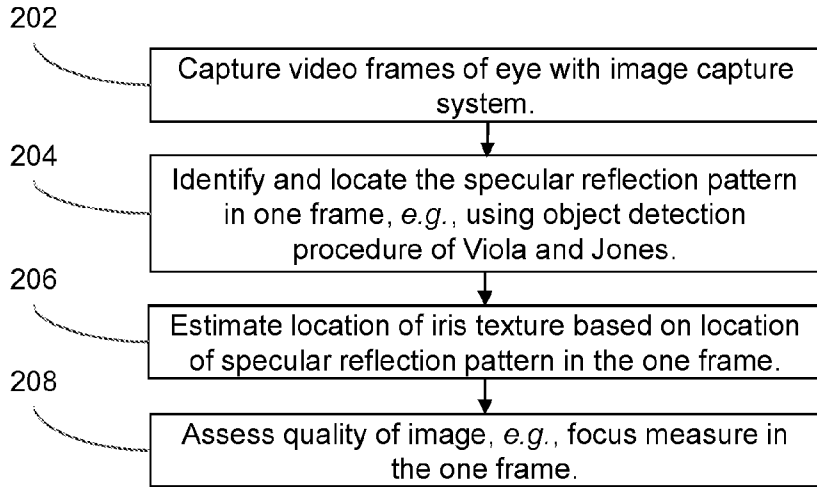 202
Capture video frames of eye with image capture
system.
204
Identify and locate the specular reflection pattern
in one frame, e.g., using object detection
procedure of Viola and Jones.
206
Estimate location of iris texture based on location
of specular reflection pattern in the one frame.
208
Assess quality of image, e.g., focus measure in
the one frame.